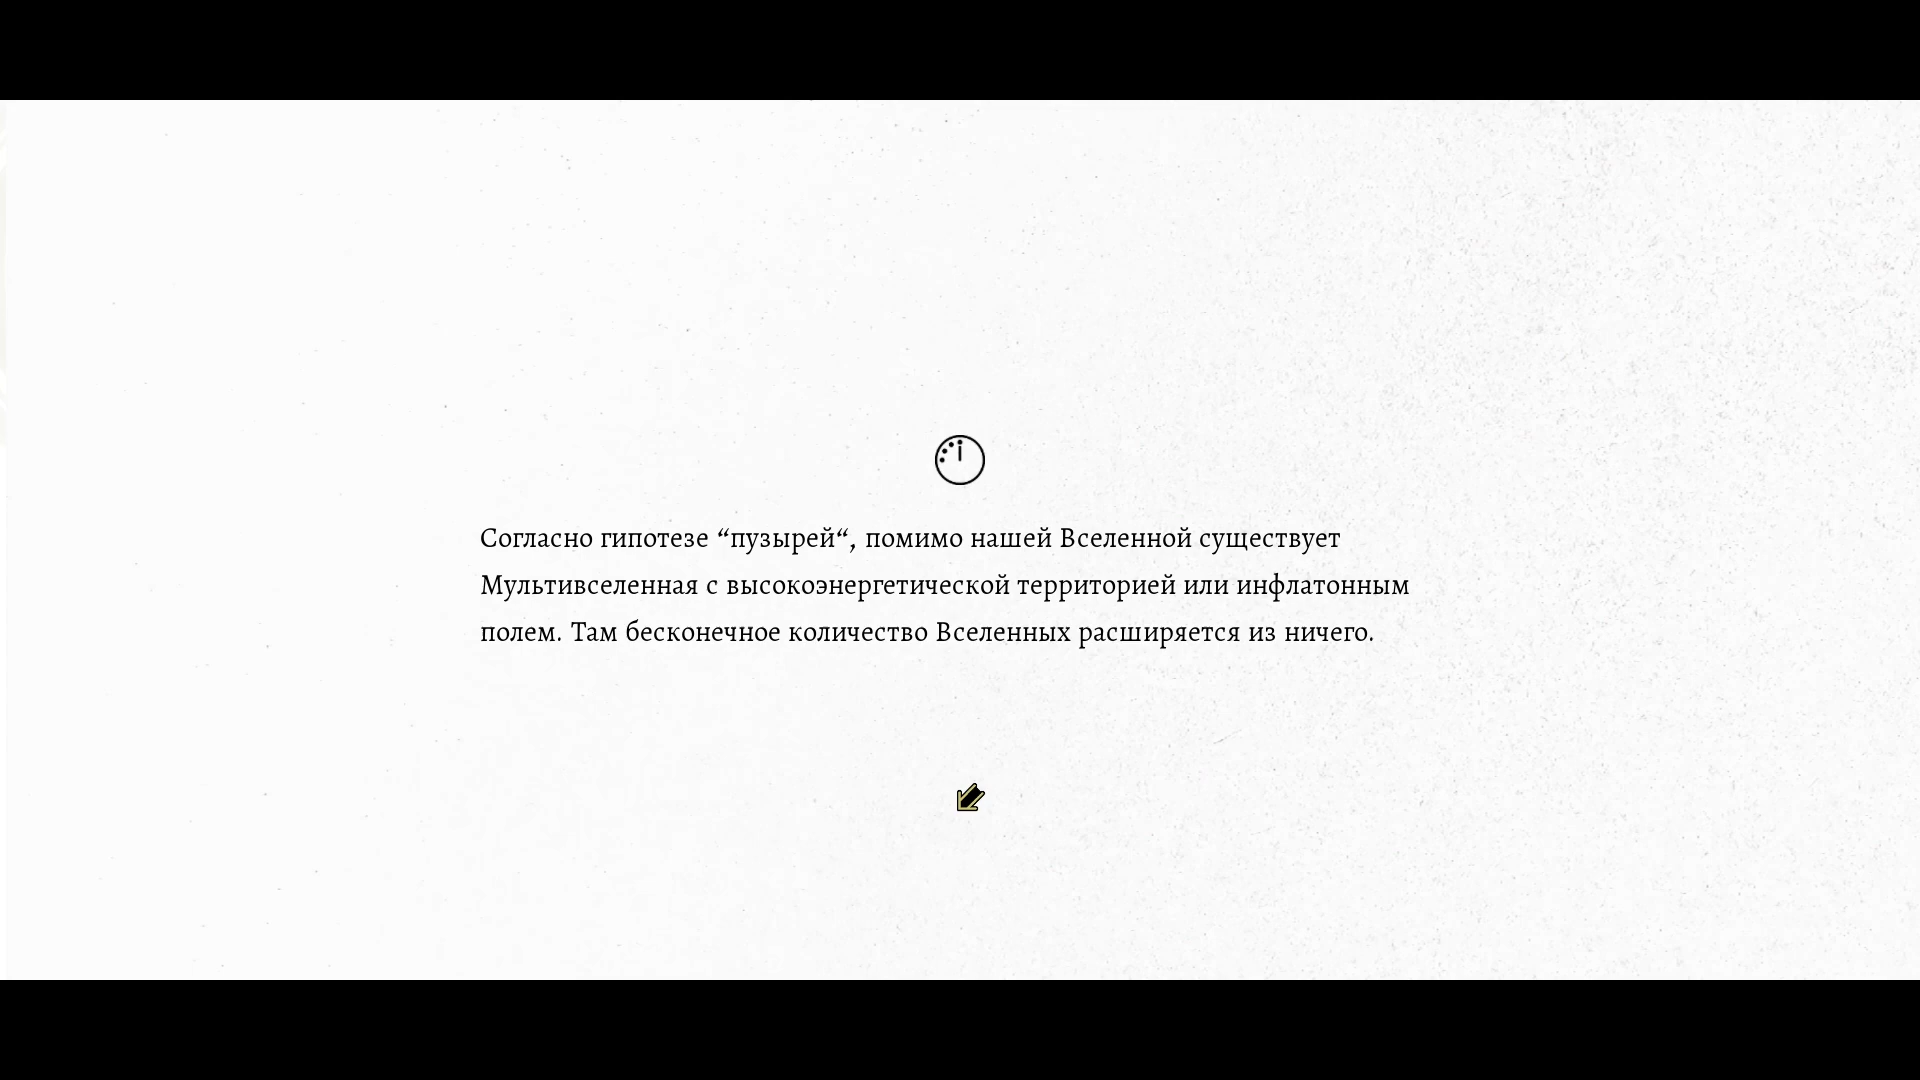 Согласно гипотезе “пузырей“, помимо нашей Вселенной существует
Мультивселенная с высокоэнергетической территорией или инфлатонным
полем. Там бесконечное количество Вселенных расширяется из ничего.